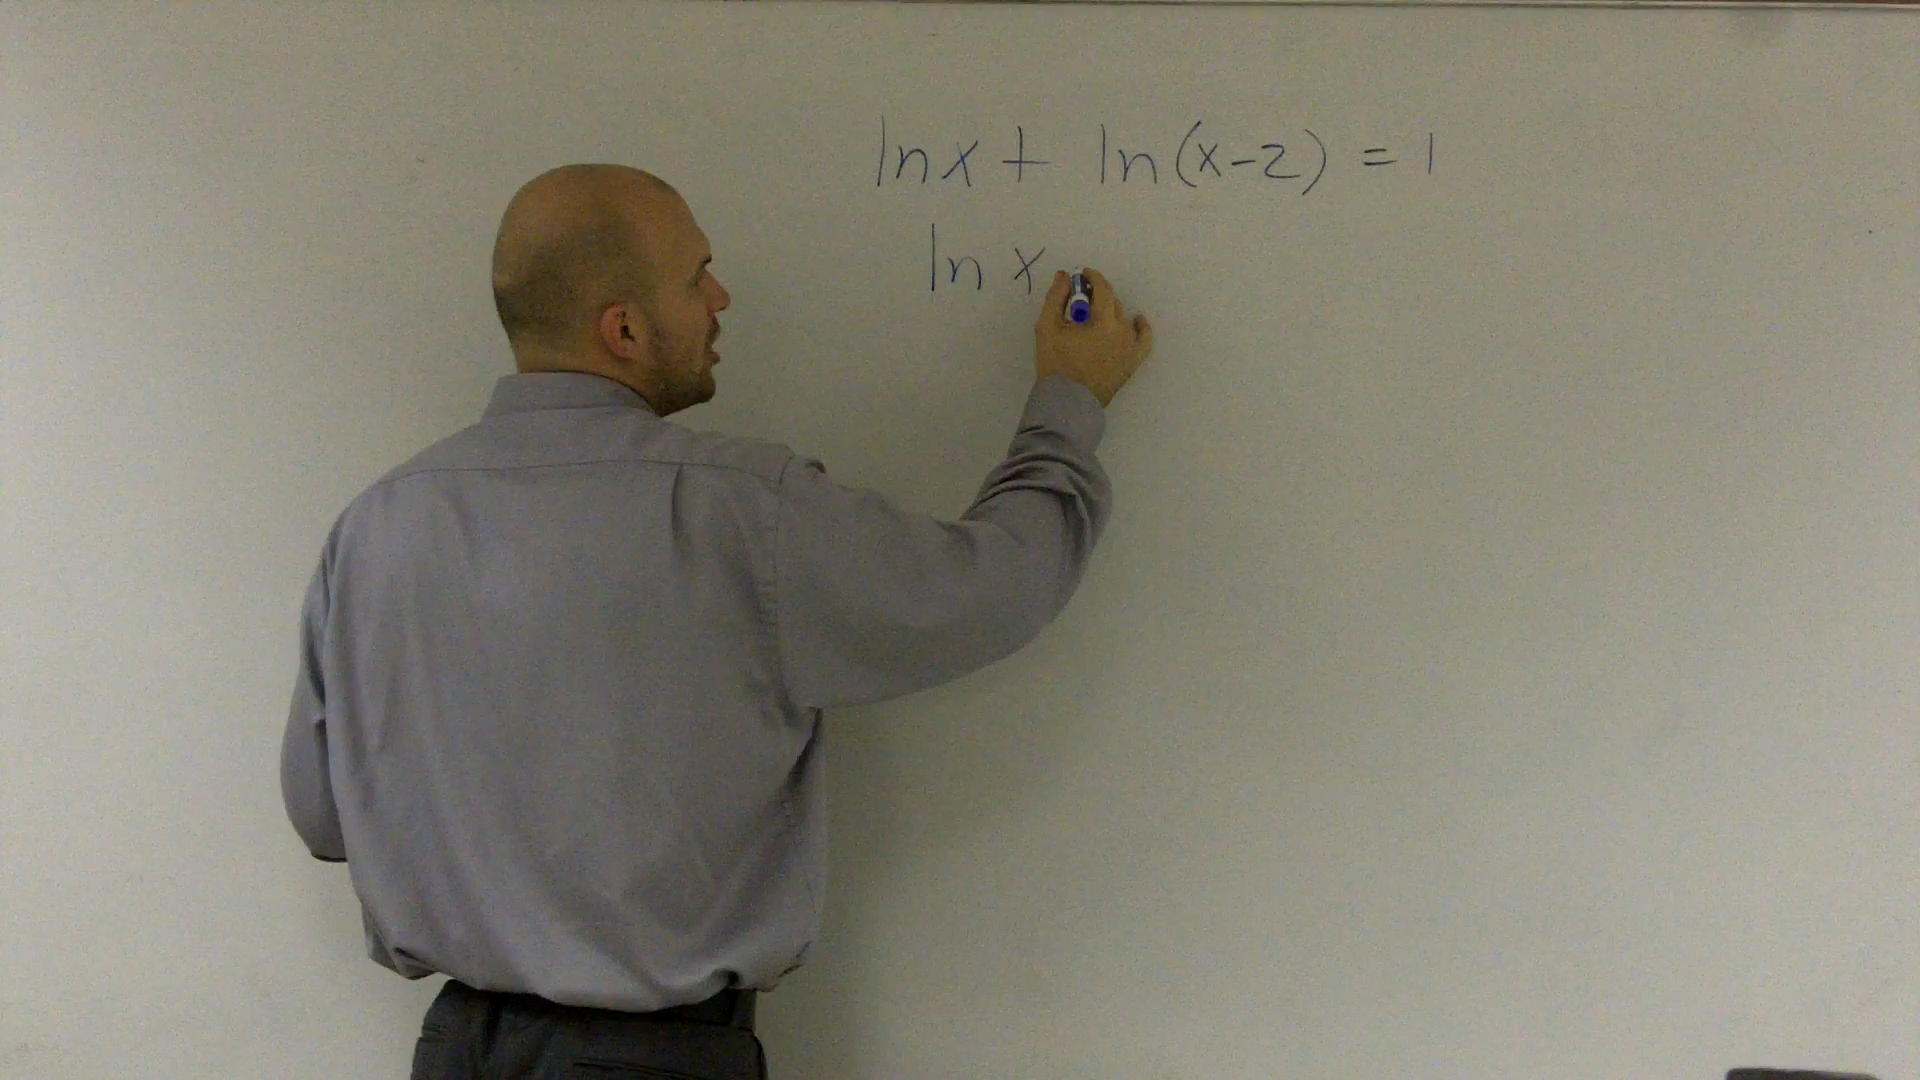 ln x + ln(x-2) = 1
ln x